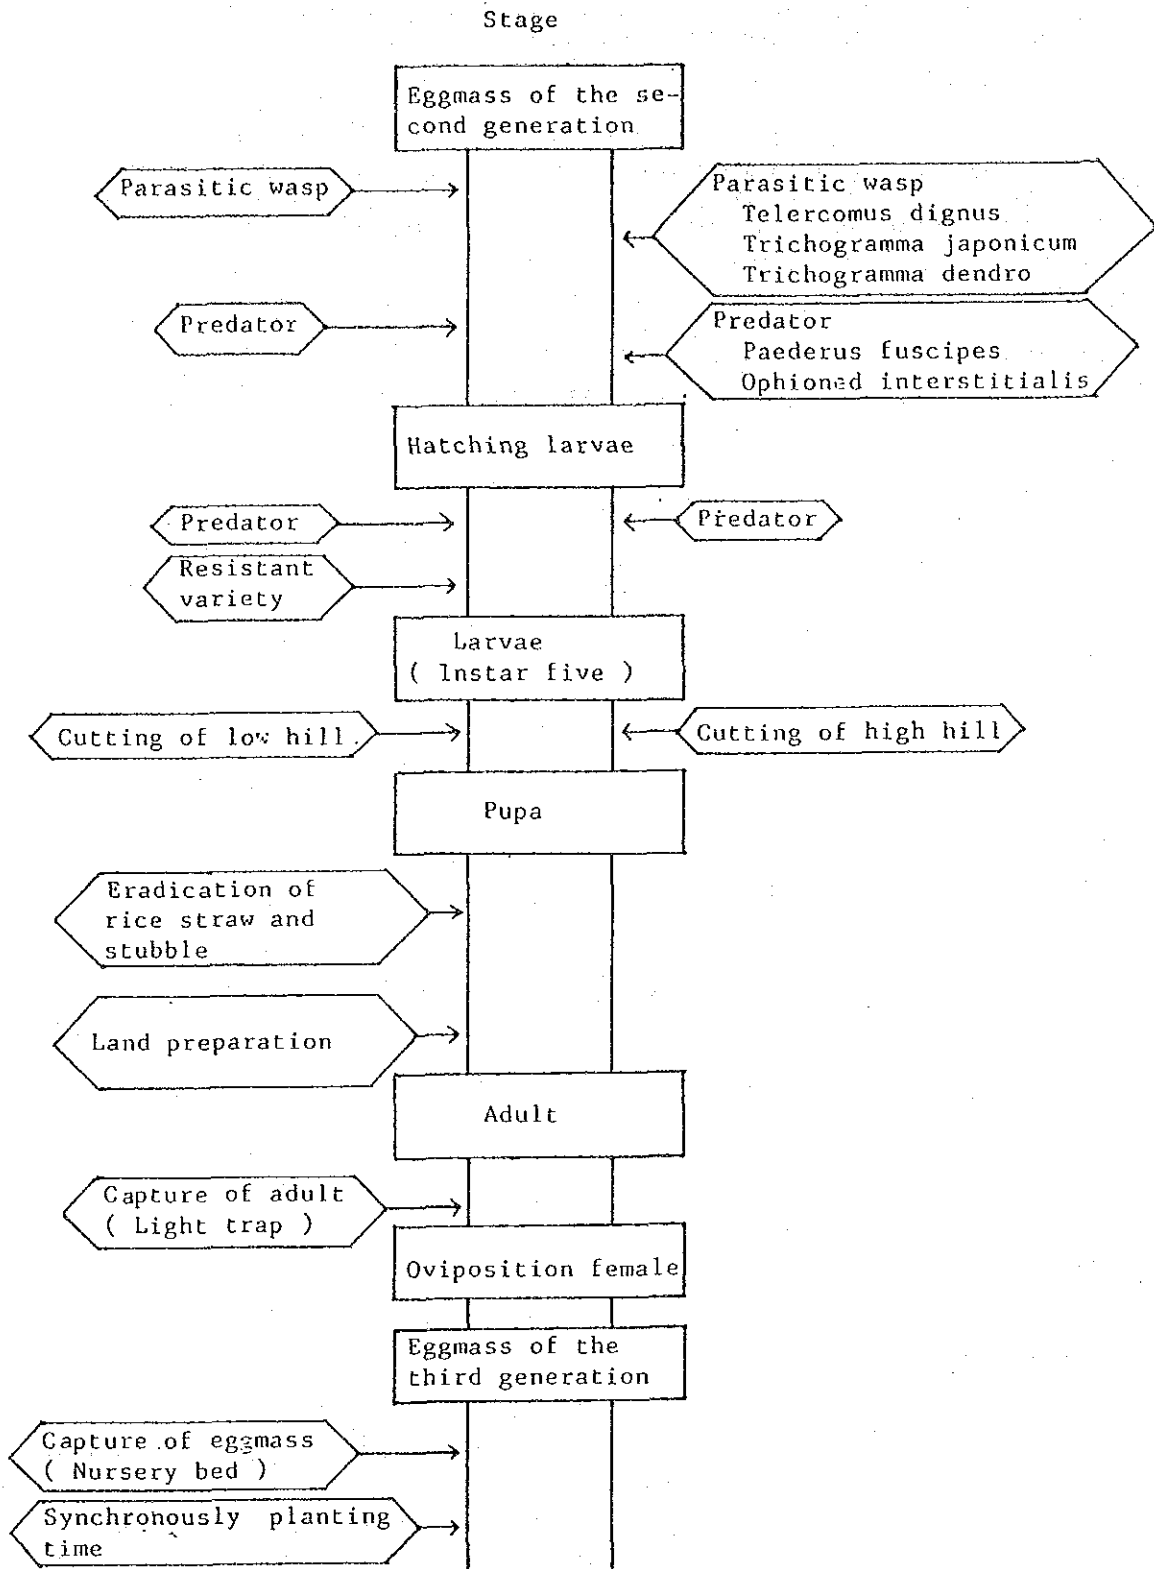 Stage
Eggmass of the se-
cond generation
Parasitic wasp
Parasitic wasp
Telercomus dignus
Trichogramma japonicum
Trichogramma dendro
Predator
Predator
Paederus fuscipes
Ophioned interstitialis
Hatching larvae
Predator
Predator
Resistant
variety
Larvae
( Instar five )
Cutting of low hill.
Cutting of high hill
Pupa
Eradication of
rice straw and
stubble
Land preparation
Adult
Capture of adult
( Light trap )
Oviposition female
Eggmass of the
third generation
Capture of eggmass
( Nursery bed )
Synchronously planting
time